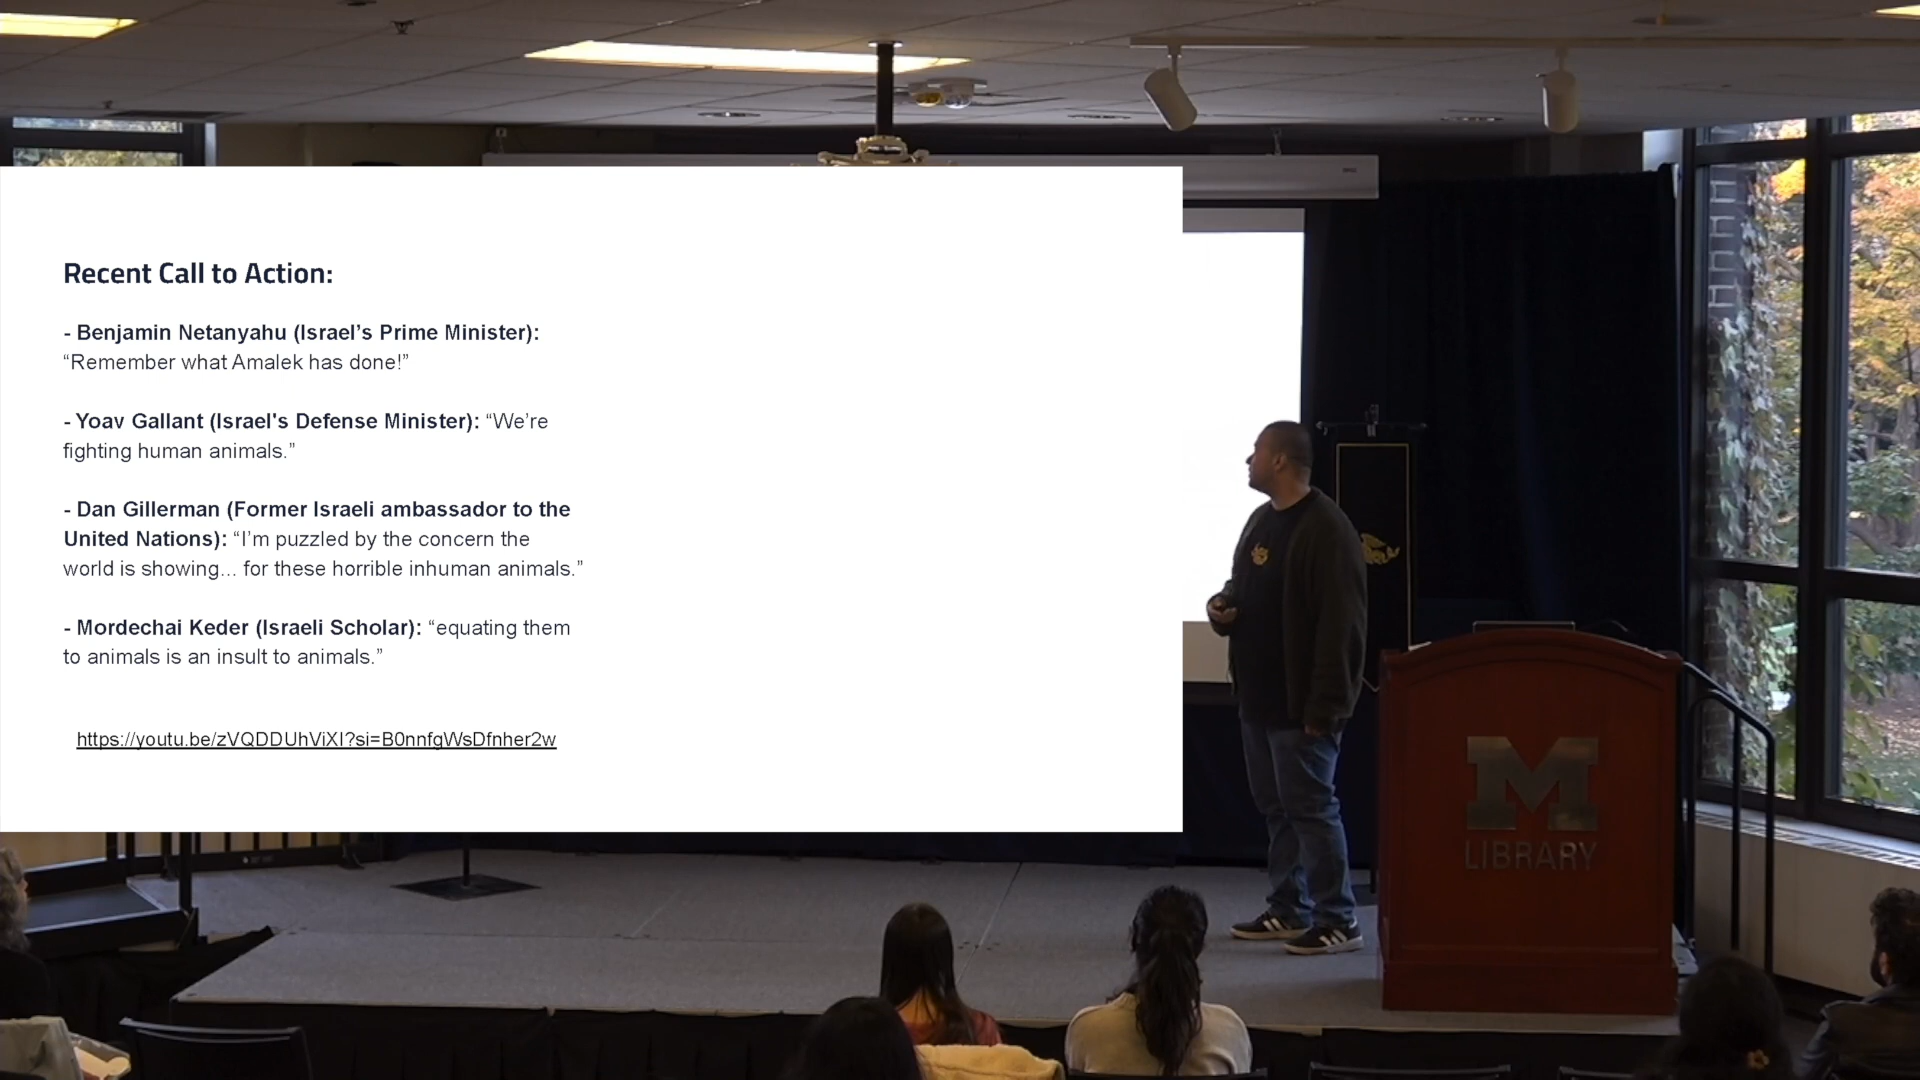 Recent Call to Action:
- Benjamin Netanyahu (Israel’s Prime Minister):
“Remember what Amalek has done!”
- Yoav Gallant (Israel's Defense Minister): “We’re
fighting human animals.”
- Dan Gillerman (Former Israeli ambassador to the
United Nations): “I’m puzzled by the concern the
world is showing... for these horrible inhuman animals.”
- Mordechai Keder (Israeli Scholar): “equating them
to animals is an insult to animals.”
https://youtu.be/zVQDDUhViXI?si=B0nnfgWsDfnher2w
M
LIBRARY